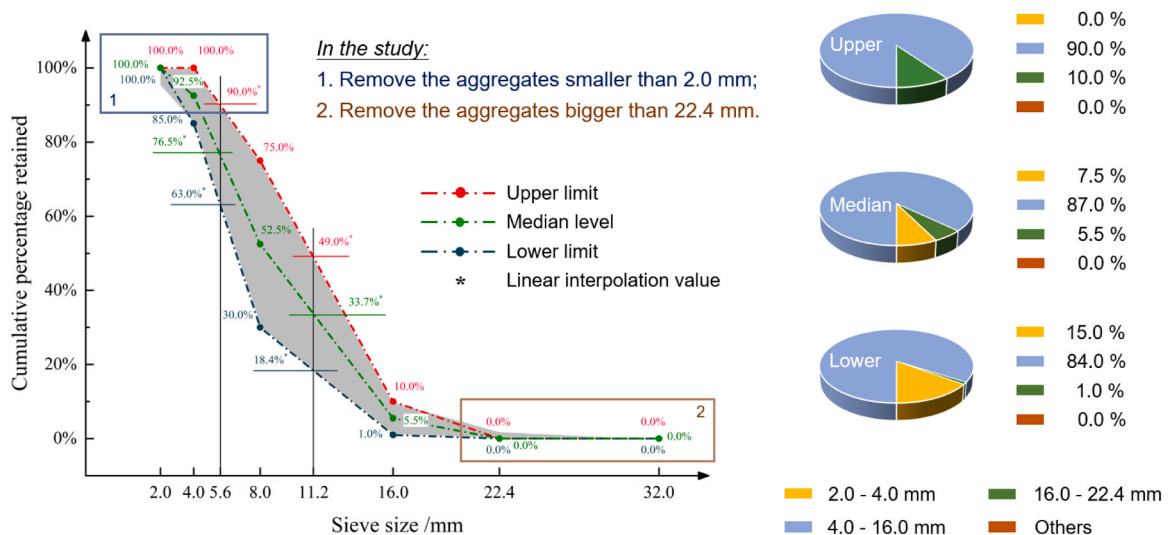 In the study:
1. Remove the aggregates smaller than 2.0 mm;
2. Remove the aggregates bigger than 22.4 mm.
Cumulative percentage retained
100%
80%
60%
40%
20%
0%
100.0%
100.0%
100.0%
100.0%
92.5%
1
90.0%*
85.0%
76.5%*
75.0%
63.0%*
52.5%
49.0%*
33.7%*
30.0%
18.4%*
10.0%
5.5%
1.0%
2
0.0%
0.0%
0.0%
0.0%
0.0%
0.0%
Upper limit
Median level
Lower limit
* Linear interpolation value
2.0 4.0 5.6 8.0 11.2 16.0 22.4 32.0
Sieve size /mm
Upper
0.0 %
90.0 %
10.0 %
0.0 %
Median
7.5 %
87.0 %
5.5 %
0.0 %
Lower
15.0 %
84.0 %
1.0 %
0.0 %
2.0 - 4.0 mm
16.0 - 22.4 mm
4.0 - 16.0 mm
Others